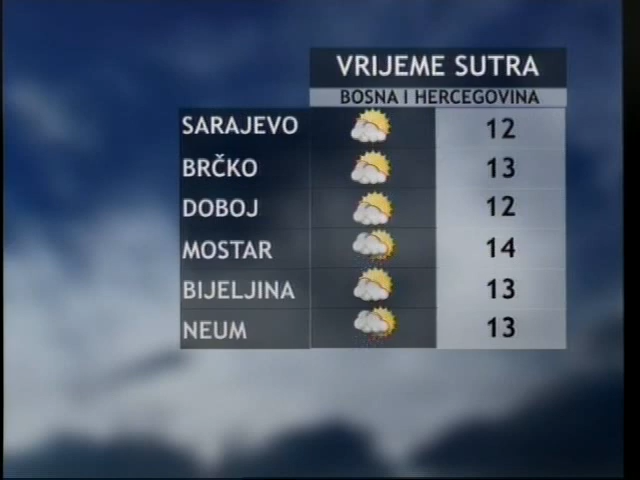 VRIJEME SUTRA
BOSNA I HERCEGOVINA
SARAJEVO 12
BRČKO 13
DOBOJ 12
MOSTAR 14
BIJELJINA 13
NEUM 13